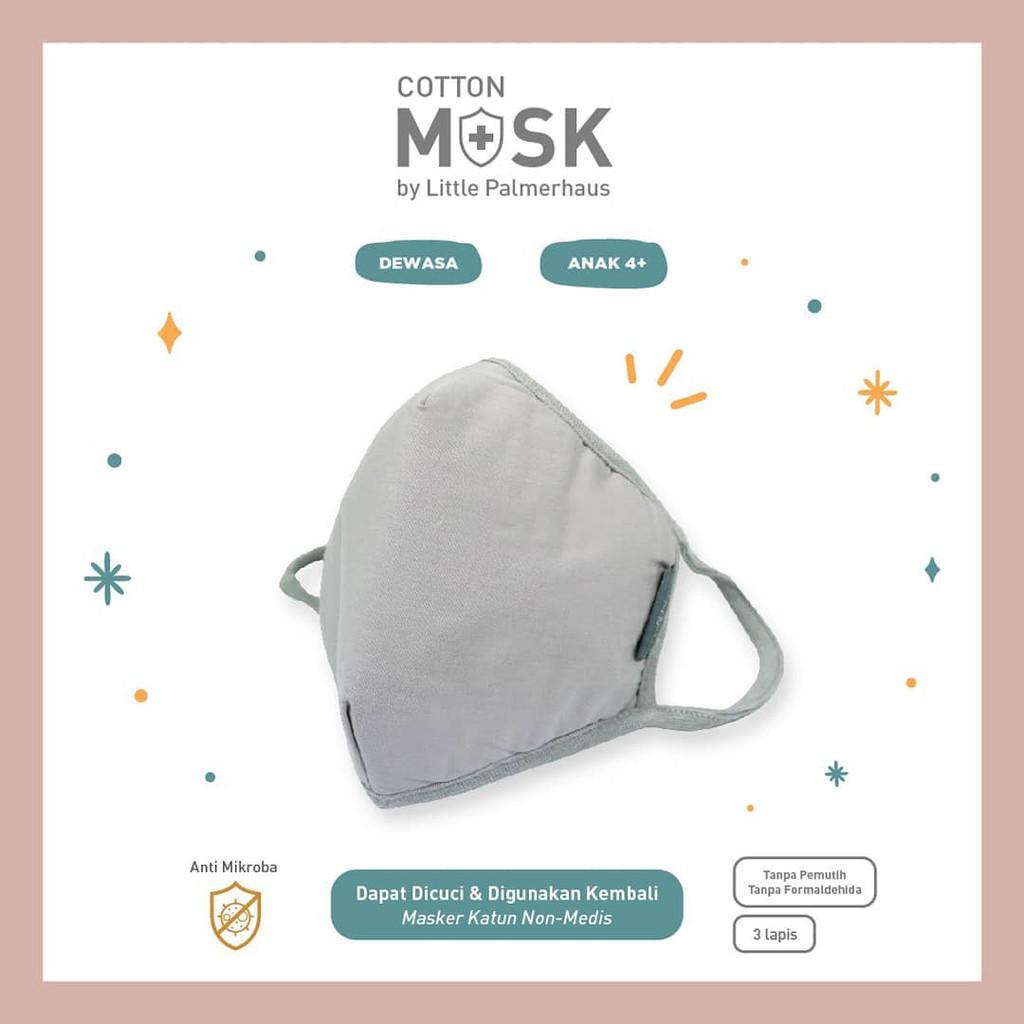 COTTON
MASK
by Little Palmerhaus
DEWASA
ANAK 4+
Anti Mikroba
Dapat Dicuci & Digunakan Kembali
Masker Katun Non-Medis
Tanpa Pemutih
Tanpa Formaldehida
3 lapis